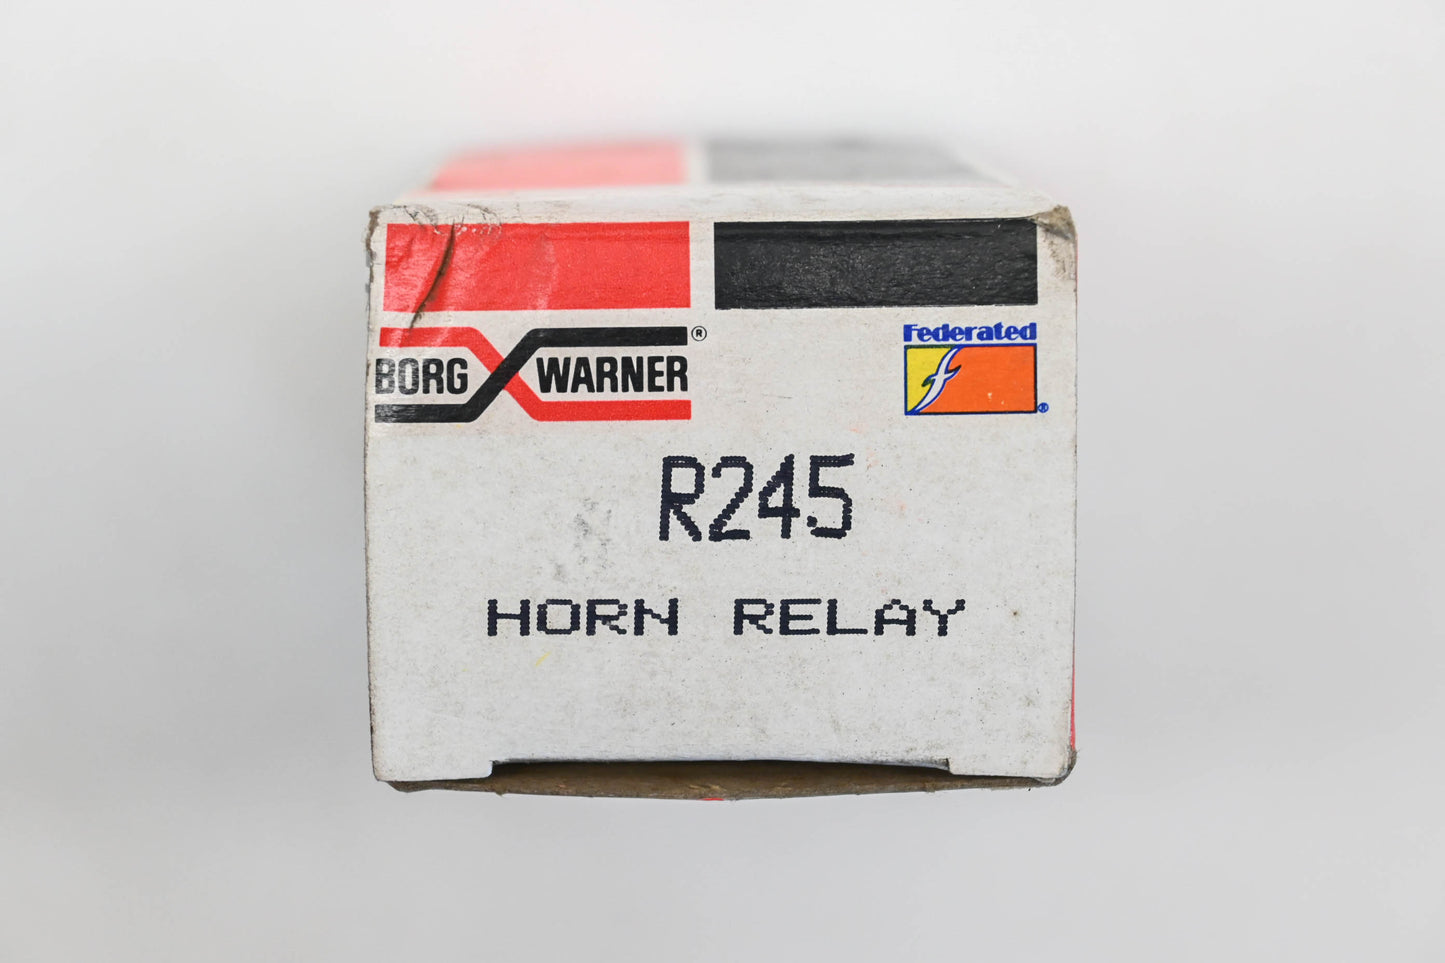 BORG WARNER®
Federated
f
®
R245
HORN RELAY